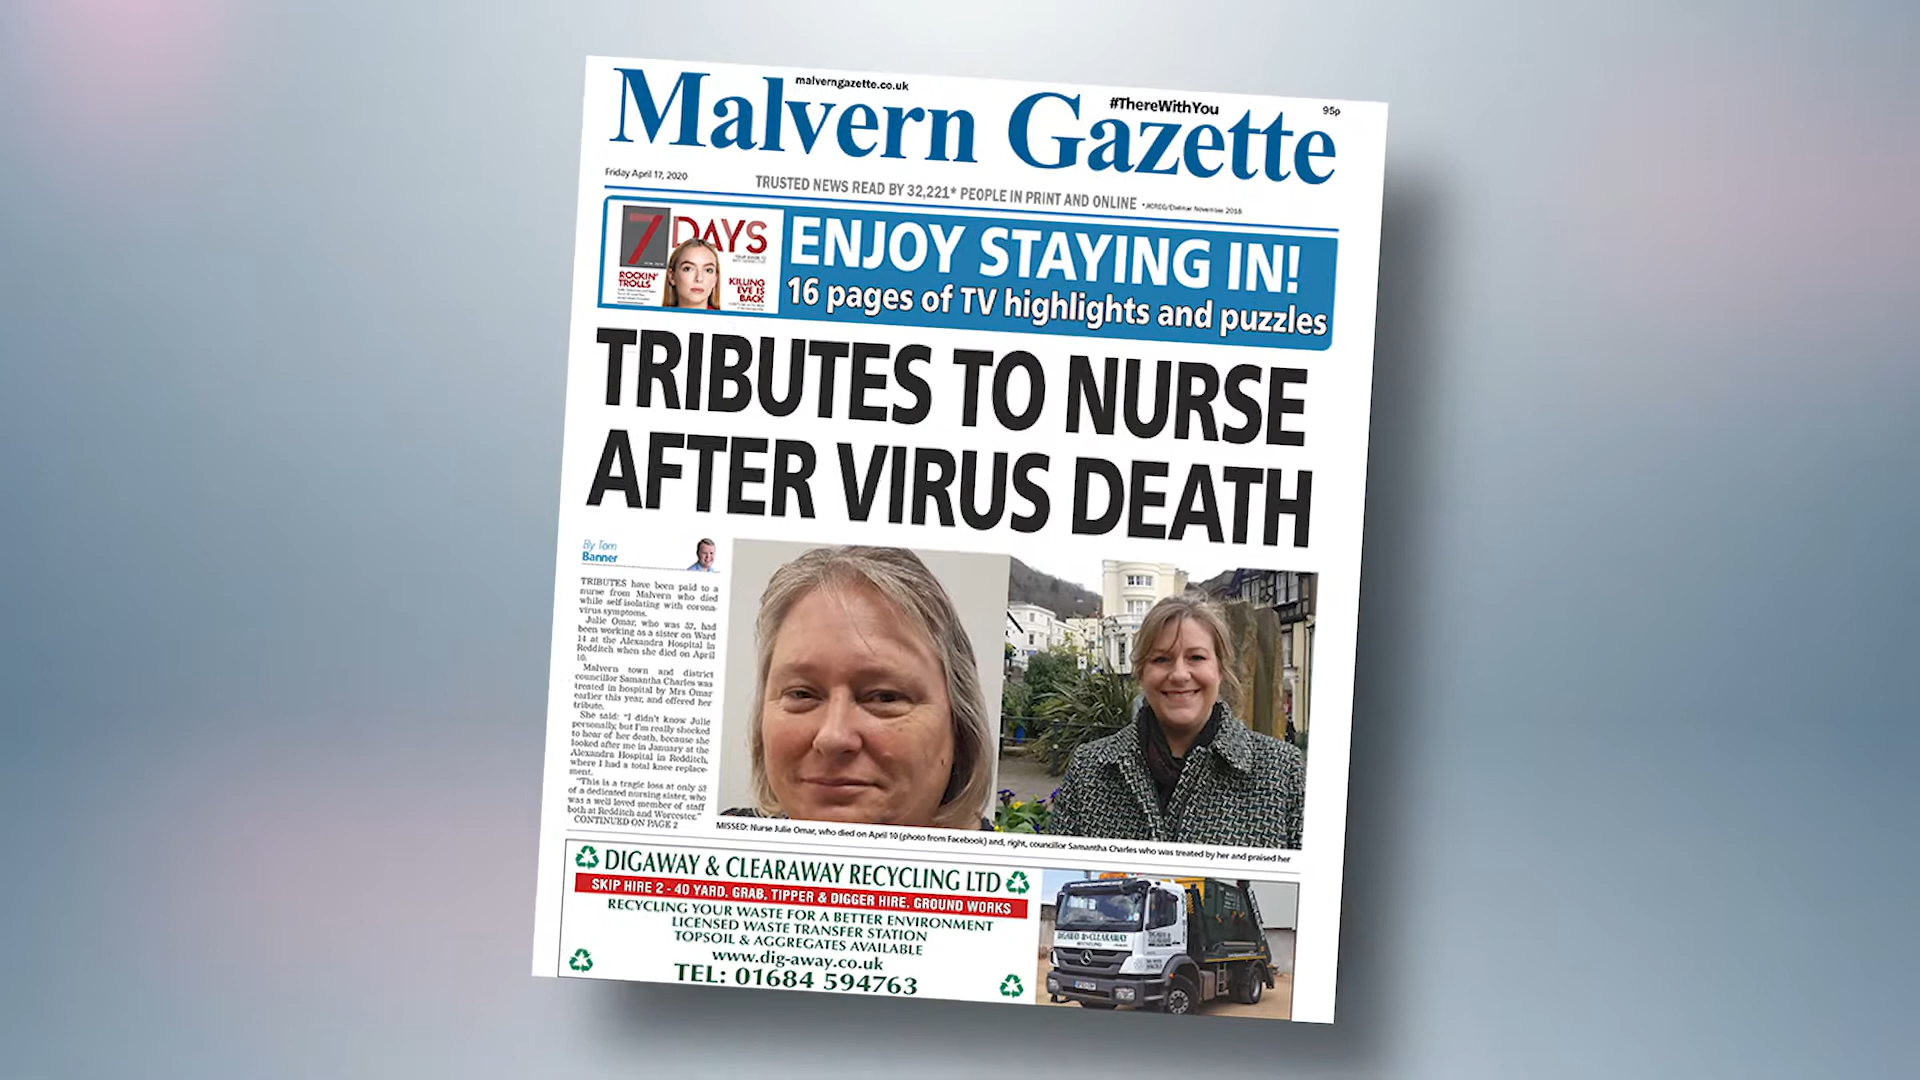 malverngazette.co.uk
#ThereWithYou
95p
Malvern Gazette
Friday April 17, 2020
TRUSTED NEWS READ BY 32,221* PEOPLE IN PRINT AND ONLINE
7 DAYS
ROCKIN'
TROLLS
KILLING
EVE IS
BACK
ENJOY STAYING IN!
16 pages of TV highlights and puzzles
TRIBUTES TO NURSE
AFTER VIRUS DEATH
By Tom
Banner
TRIBUTES have been paid to a
nurse from Malvern who died
while self-isolating with corona-
virus symptoms.
Julie Omar, who was 52, had
been working as a sister on Ward
14 at the Alexandra Hospital in
Redditch when she died on April
10.
Malvern town and district
councillor Samantha Charles was
treated in hospital by Mrs Omar
earlier this year, and offered her
tribute.
She said: "I didn't know Julie
personally, but I'm really shocked
to hear of her death, because she
looked after me in January at the
Alexandra Hospital in Redditch,
where I had a total knee replace-
ment.
"This is a tragic loss at only 52
of a dedicated nursing sister, who
was a well loved member of staff
both at Redditch and Worcester."
CONTINUED ON PAGE 2
MISSED: Nurse Julie Omar, who died on April 10 (photo from Facebook) and, right, councillor Samantha Charles who was treated by her and praised her
DIGAWAY & CLEARAWAY RECYCLING LTD
SKIP HIRE 2 - 40 YARD, GRAB, TIPPER & DIGGER HIRE, GROUND WORKS
RECYCLING YOUR WASTE FOR A BETTER ENVIRONMENT
LICENSED WASTE TRANSFER STATION
TOPSOIL & AGGREGATES AVAILABLE
www.dig-away.co.uk
TEL: 01684 594763
DIGAWAY & CLEARAWAY
RECYCLING